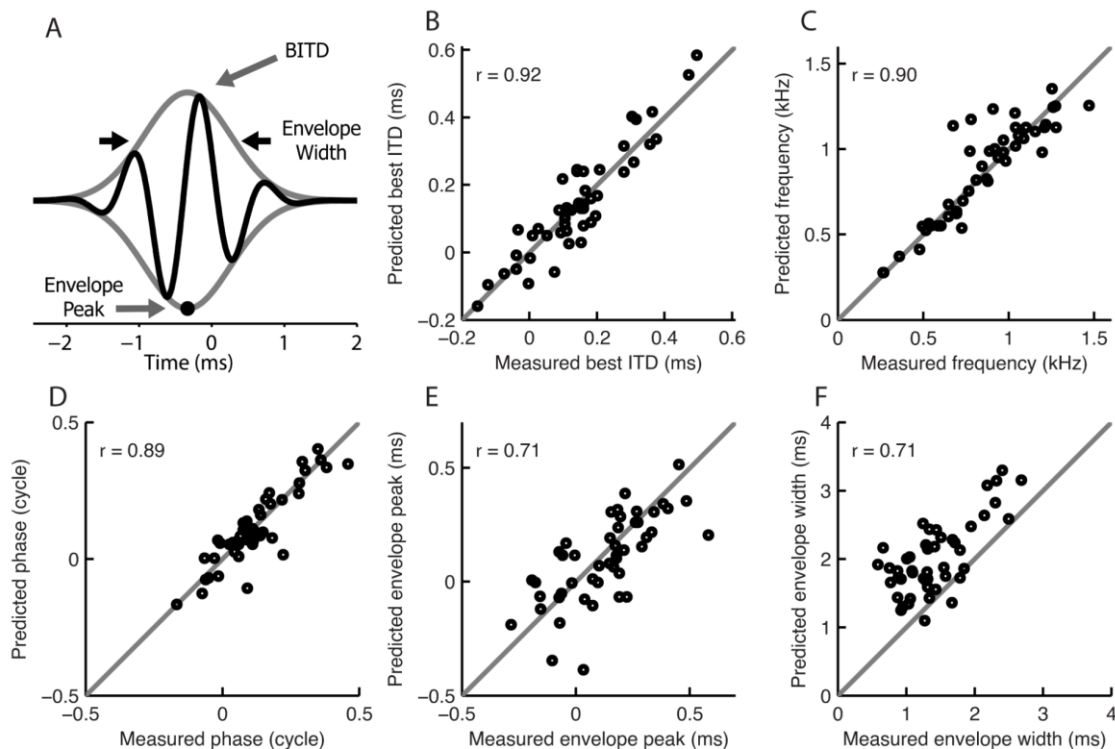 A
BITD
Envelope
Width
Envelope
Peak
−2
−1
0
1
2
Time (ms)
B
r = 0.92
Predicted best ITD (ms)
0.6
0.4
0.2
0
−0.2
−0.2
0
0.2
0.4
0.6
Measured best ITD (ms)
C
r = 0.90
Predicted frequency (kHz)
1.5
1
0.5
0
0
0.5
1
1.5
Measured frequency (kHz)
D
r = 0.89
Predicted phase (cycle)
0.5
0
−0.5
−0.5
0
0.5
Measured phase (cycle)
E
r = 0.71
Predicted envelope peak (ms)
0.5
0
−0.5
−0.5
0
0.5
Measured envelope peak (ms)
F
r = 0.71
Predicted envelope width (ms)
4
3
2
1
0
0
1
2
3
4
Measured envelope width (ms)